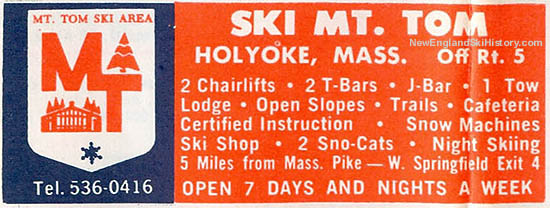 MT. TOM SKI AREA
MT
Tel. 536-0416
SKI MT. TOM
NewEnglandSkiHistory.com
HOLYOKE, MASS. Off Rt. 5
2 Chairlifts • 2 T-Bars • J-Bar • 1 Tow
Lodge • Open Slopes • Trails • Cafeteria
Certified Instruction • Snow Machines
Ski Shop • 2 Sno-Cats • Night Skiing
5 Miles from Mass. Pike — W. Springfield Exit 4
OPEN 7 DAYS AND NIGHTS A WEEK